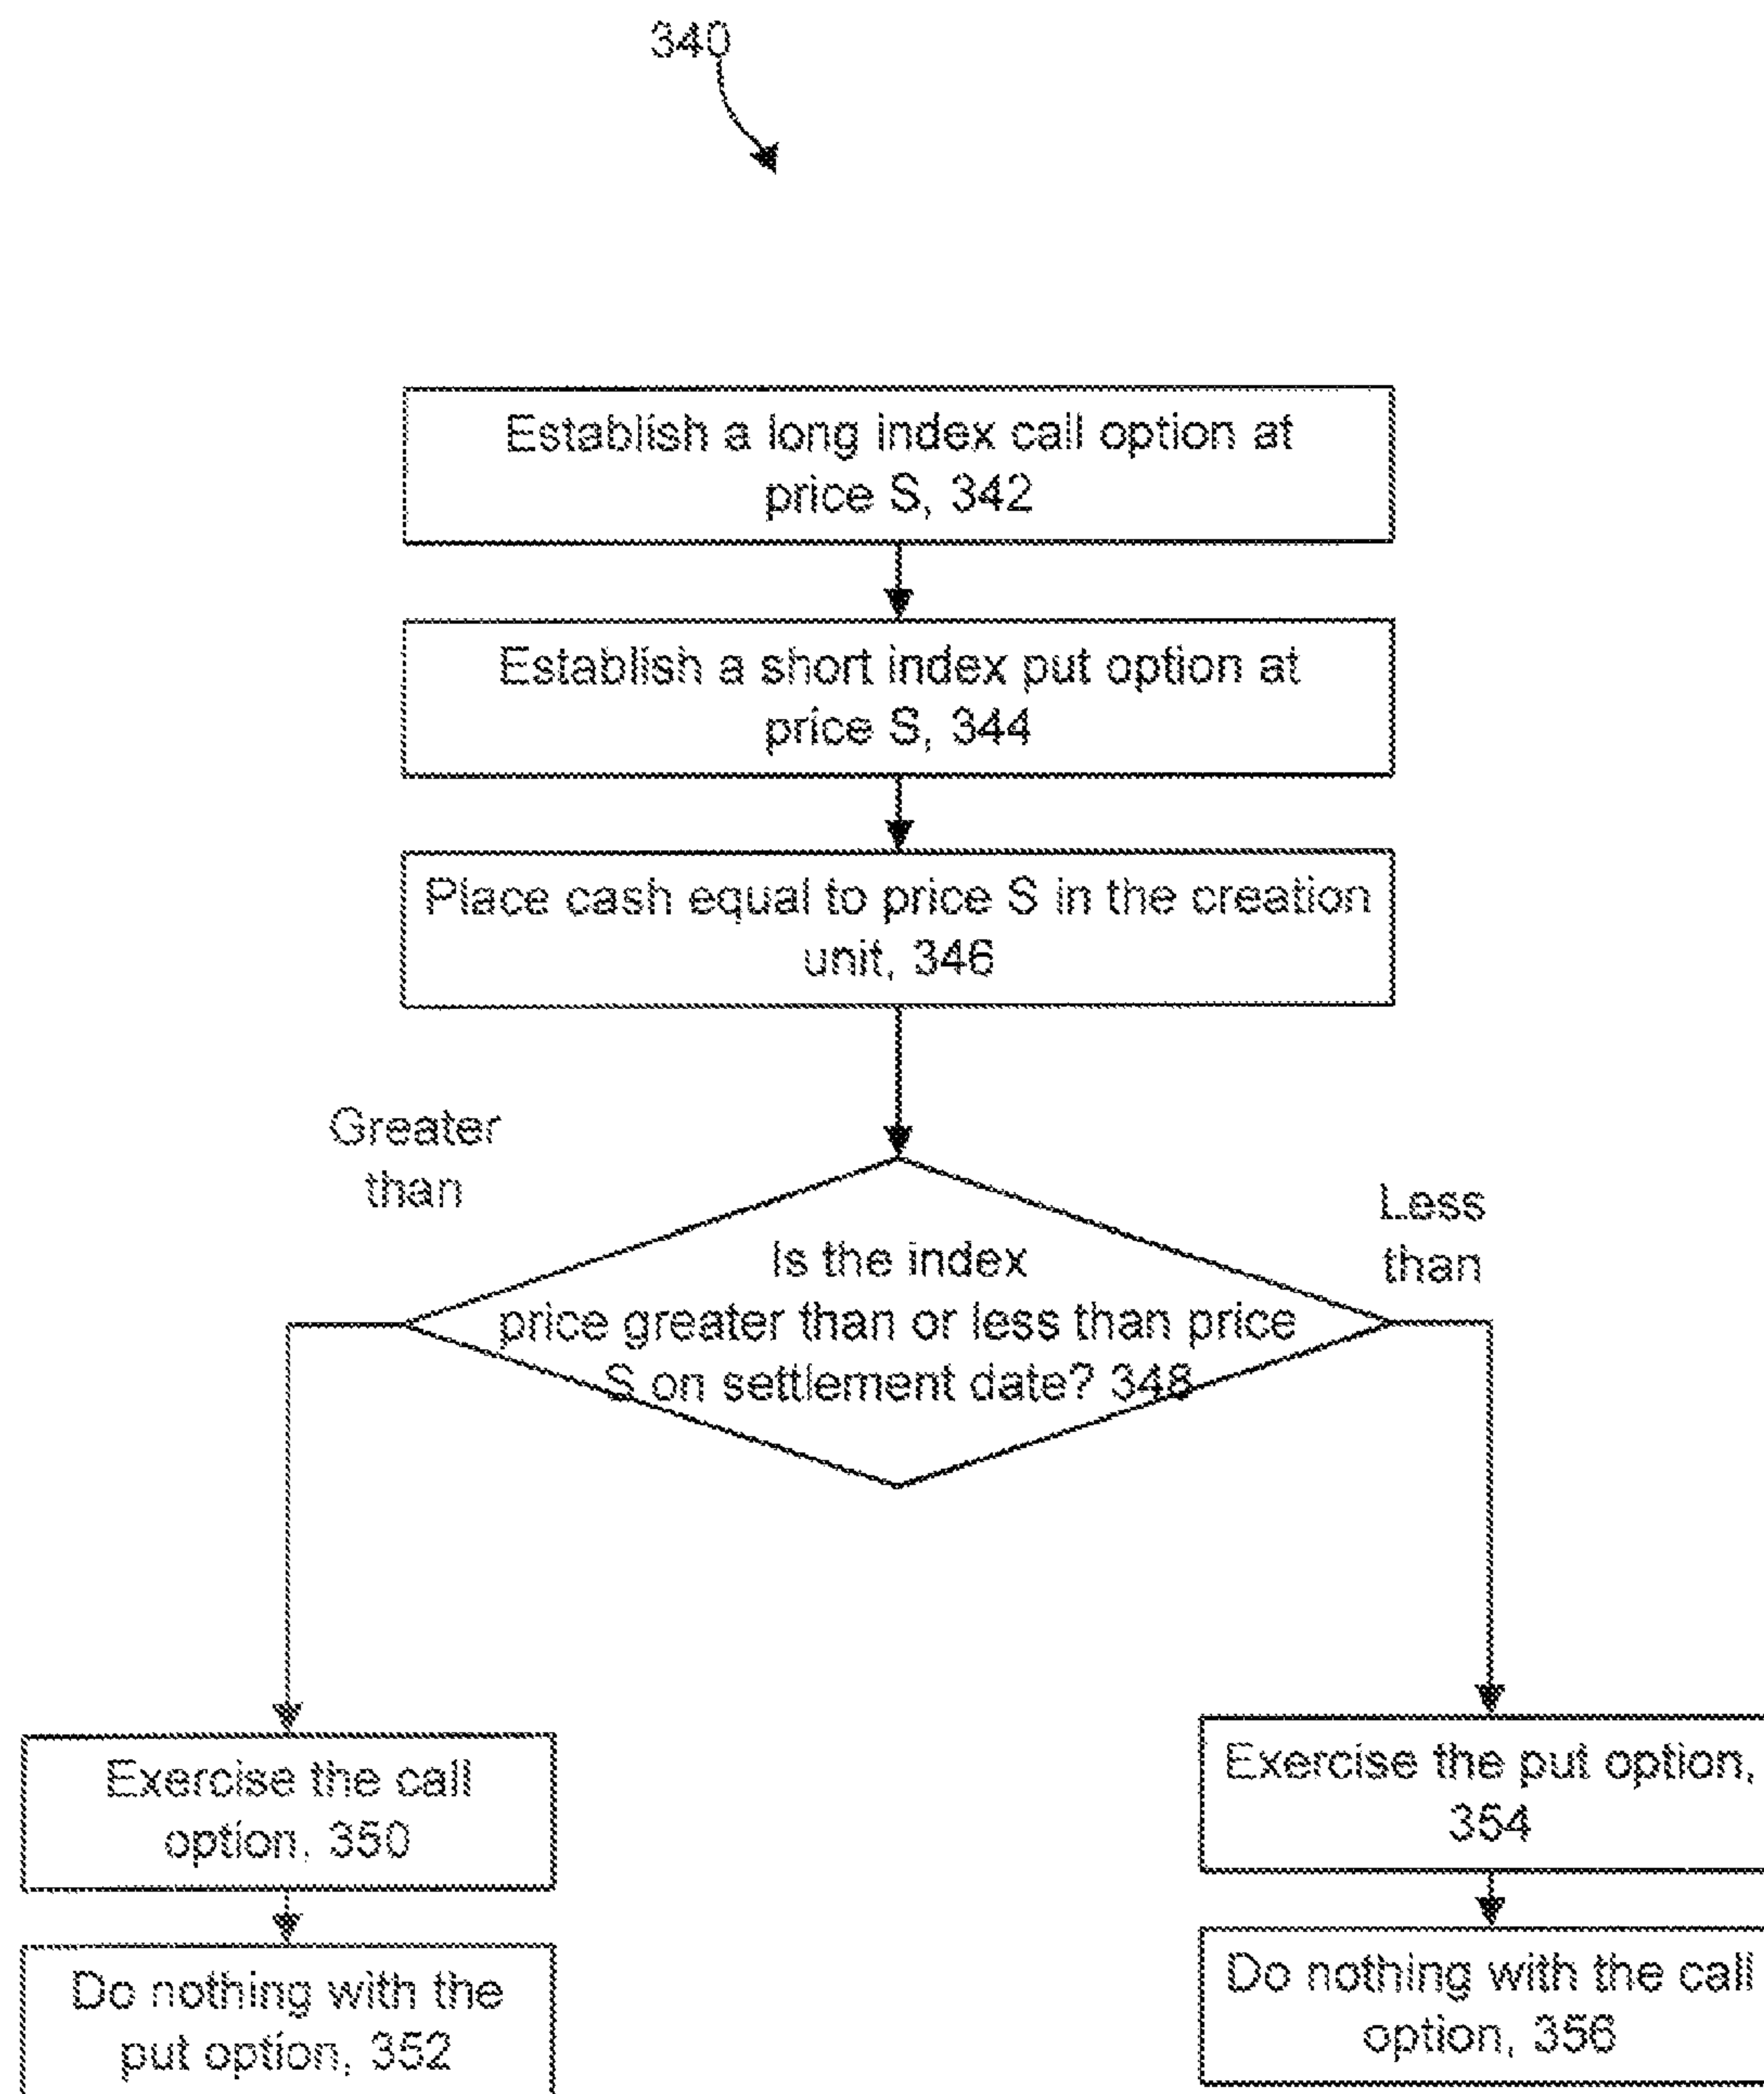 340
Establish a long index call option at
price S, 342
Establish a short index put option at
price S, 344
Place cash equal to price S in the creation
unit, 346
Greater
than
Less
than
Is the index
price greater than or less than price
S on settlement date? 348
Exercise the call
option, 350
Do nothing with the
put option, 352
Exercise the put option,
354
Do nothing with the call
option, 356